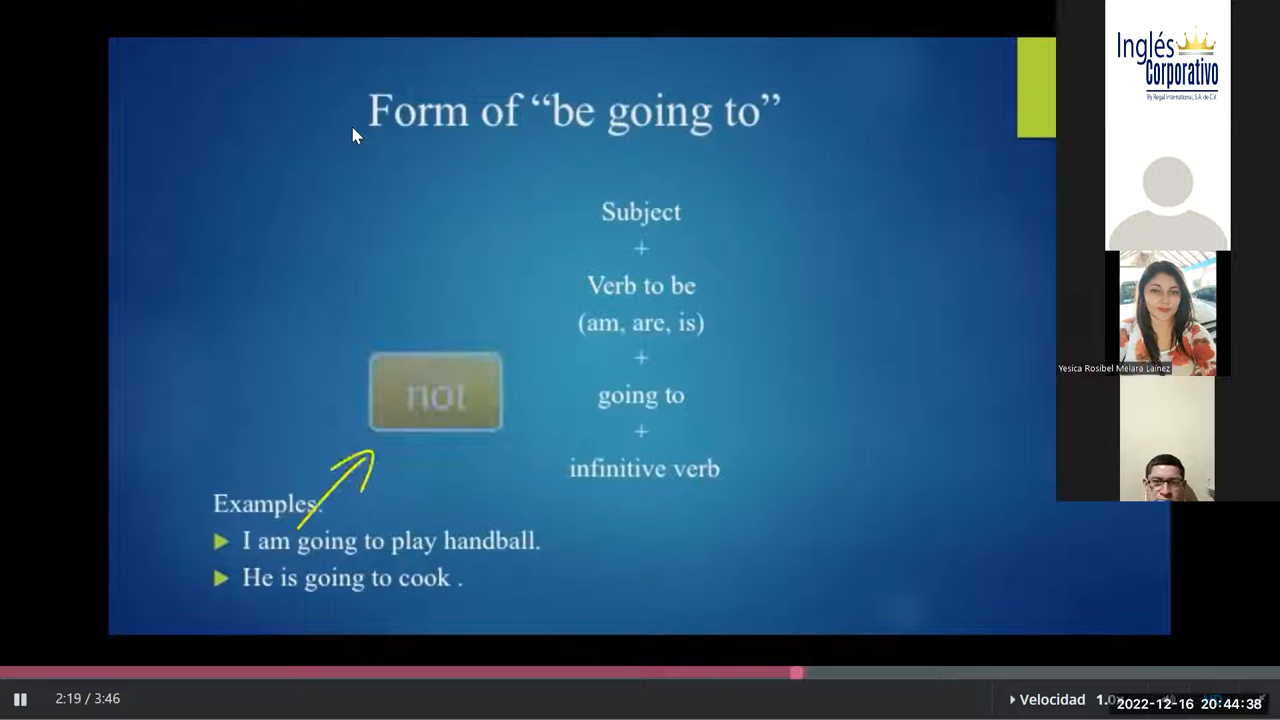 Form of “be going to”
Subject
+
Verb to be
(am, are, is)
+
going to
+
infinitive verb
not
Examples:
I am going to play handball.
He is going to cook .
Inglés
Corporativo
By Regal International, S.A. de C.V.
Yesica Rosibel Melara Laínez
2:19 / 3:46
Velocidad 1.0x
2022-12-16 20:44:38